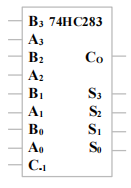 B3 74HC283
A3
B2 CO
A2
B1 S3
A1 S2
B0 S1
A0 S0
C-1